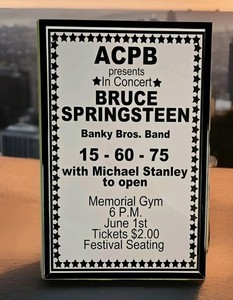 ACPB
presents
★In Concert★
BRUCE
SPRINGSTEEN
Banky Bros. Band
15 - 60 - 75
with Michael Stanley
to open
Memorial Gym
6 P.M.
June 1st
Tickets $2.00
Festival Seating